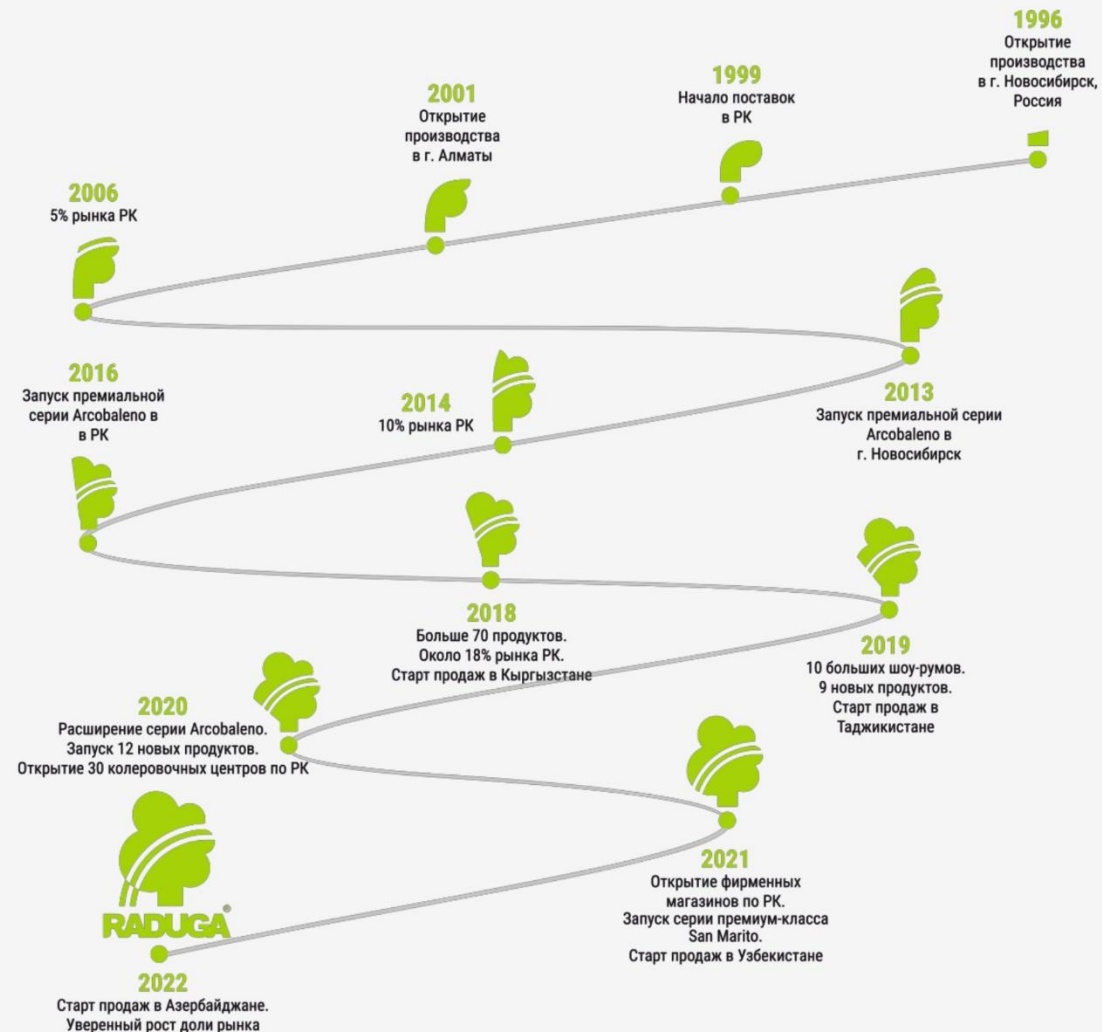 1996
Открытие
производства
в г. Новосибирск,
Россия
1999
Начало поставок
в РК
2001
Открытие
производства
в г. Алматы
2006
5% рынка РК
2013
Запуск премиальной серии
Arcobaleno в
г. Новосибирск
2014
10% рынка РК
2016
Запуск премиальной
серии Arcobaleno в
в РК
2018
Больше 70 продуктов.
Около 18% рынка РК.
Старт продаж в Кыргызстане
2019
10 больших шоу-румов.
9 новых продуктов.
Старт продаж в
Таджикистане
2020
Расширение серии Arcobaleno.
Запуск 12 новых продуктов.
Открытие 30 колеровочных центров по РК
2021
Открытие фирменных
магазинов по РК.
Запуск серии премиум-класса
San Marito.
Старт продаж в Узбекистане
RADUGA®
2022
Старт продаж в Азербайджане.
Уверенный рост доли рынка